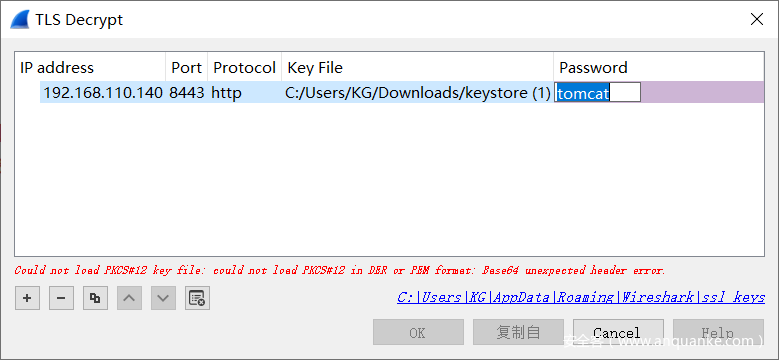 TLS Decrypt
IP address Port Protocol Key File Password
192.168.110.140 8443 http C:/Users/KG/Downloads/keystore (1) tomcat
Could not load PKCS#12 key file: could not load PKCS#12 in DER or PEM format: Base64 unexpected header error.
C:\Users\KG\AppData\Roaming\Wireshark\ssl_keys
OK 复制自 Cancel Help
(www.anquanke.com)